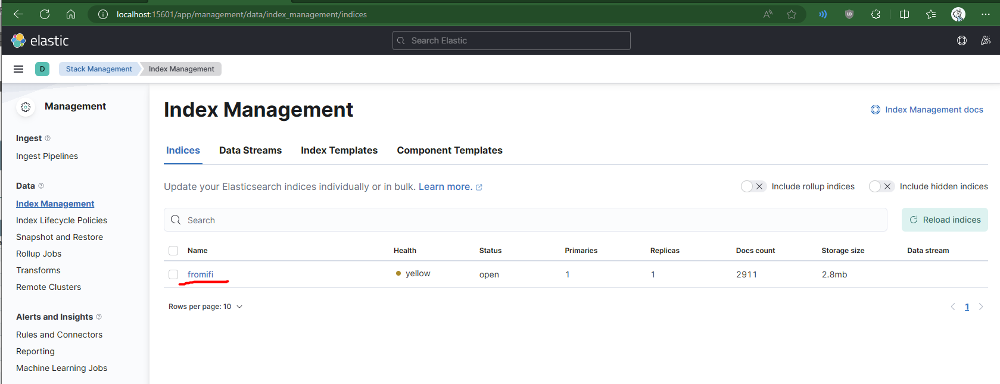 localhost:15601/app/management/data/index_management/indices
elastic
Search Elastic
D Stack Management Index Management
Management
Ingest
Ingest Pipelines
Data
Index Management
Index Lifecycle Policies
Snapshot and Restore
Rollup Jobs
Transforms
Remote Clusters
Alerts and Insights
Rules and Connectors
Reporting
Machine Learning Jobs
Index Management
Index Management docs
Indices Data Streams Index Templates Component Templates
Update your Elasticsearch indices individually or in bulk. Learn more.
Include rollup indices Include hidden indices
Search
Reload indices
Name Health Status Primaries Replicas Docs count Storage size Data stream
fromifi yellow open 1 1 2911 2.8mb
Rows per page: 10
1